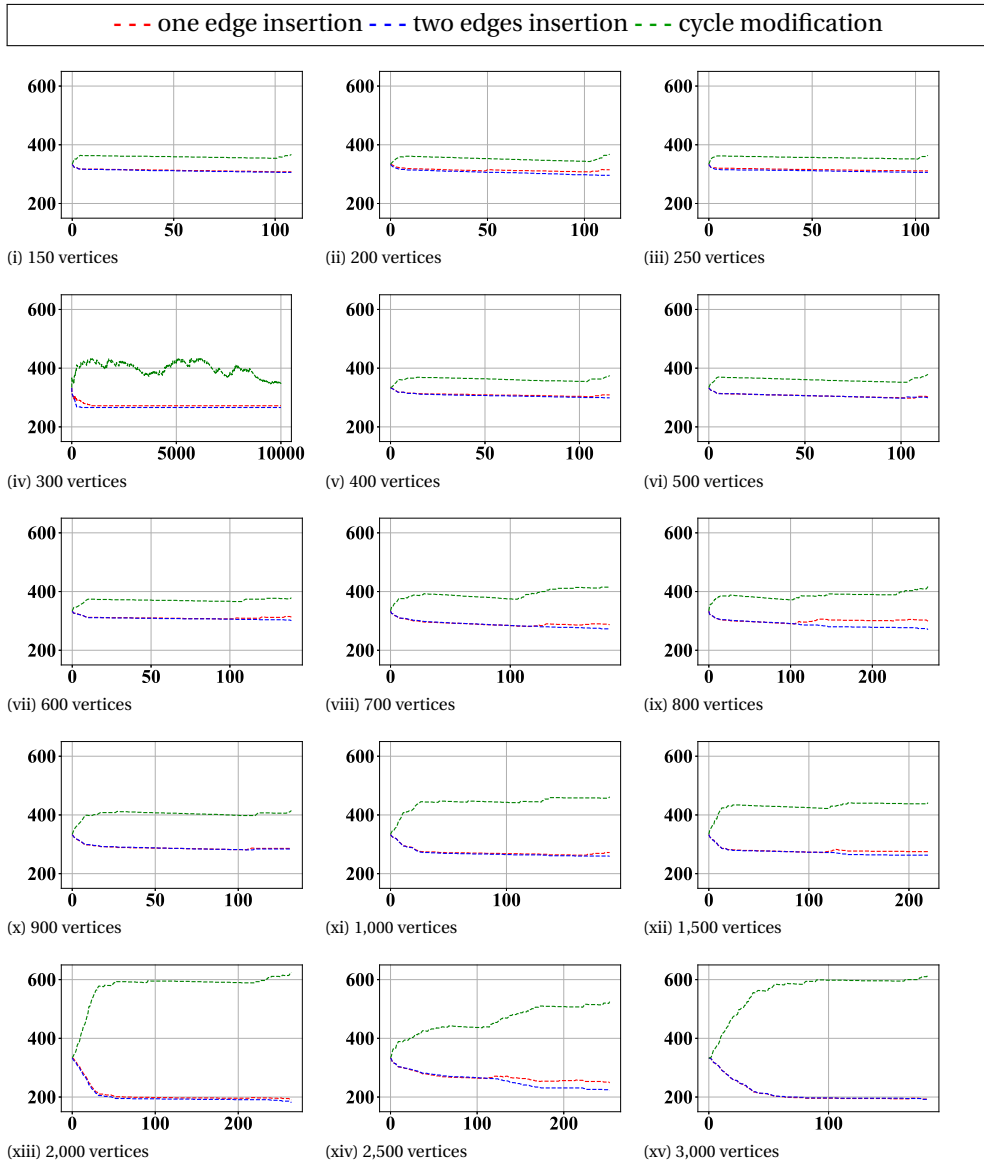 --- one edge insertion --- two edges insertion --- cycle modification
600
400
200
0 50 100
(i) 150 vertices
600
400
200
0 50 100
(ii) 200 vertices
600
400
200
0 50 100
(iii) 250 vertices
600
400
200
0 5000 10000
(iv) 300 vertices
600
400
200
0 50 100
(v) 400 vertices
600
400
200
0 50 100
(vi) 500 vertices
600
400
200
0 50 100
(vii) 600 vertices
600
400
200
0 100
(viii) 700 vertices
600
400
200
0 100 200
(ix) 800 vertices
600
400
200
0 50 100
(x) 900 vertices
600
400
200
0 100
(xi) 1,000 vertices
600
400
200
0 100 200
(xii) 1,500 vertices
600
400
200
0 100 200
(xiii) 2,000 vertices
600
400
200
0 100 200
(xiv) 2,500 vertices
600
400
200
0 100
(xv) 3,000 vertices